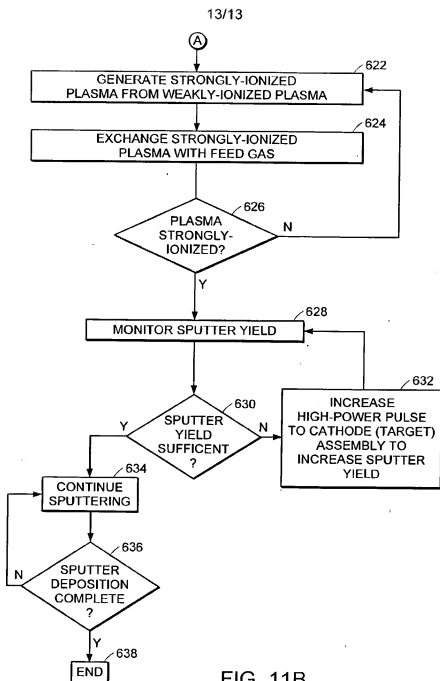 13/13
A
622
GENERATE STRONGLY-IONIZED
PLASMA FROM WEAKLY-IONIZED PLASMA
624
EXCHANGE STRONGLY-IONIZED
PLASMA WITH FEED GAS
626
PLASMA
STRONGLY-
IONIZED?
N
Y
628
MONITOR SPUTTER YIELD
630
SPUTTER
YIELD
SUFFICENT
?
Y
N
632
INCREASE
HIGH-POWER PULSE
TO CATHODE (TARGET)
ASSEMBLY TO
INCREASE SPUTTER
YIELD
634
CONTINUE
SPUTTERING
636
SPUTTER
DEPOSITION
COMPLETE
?
N
Y
638
END
FIG. 11B